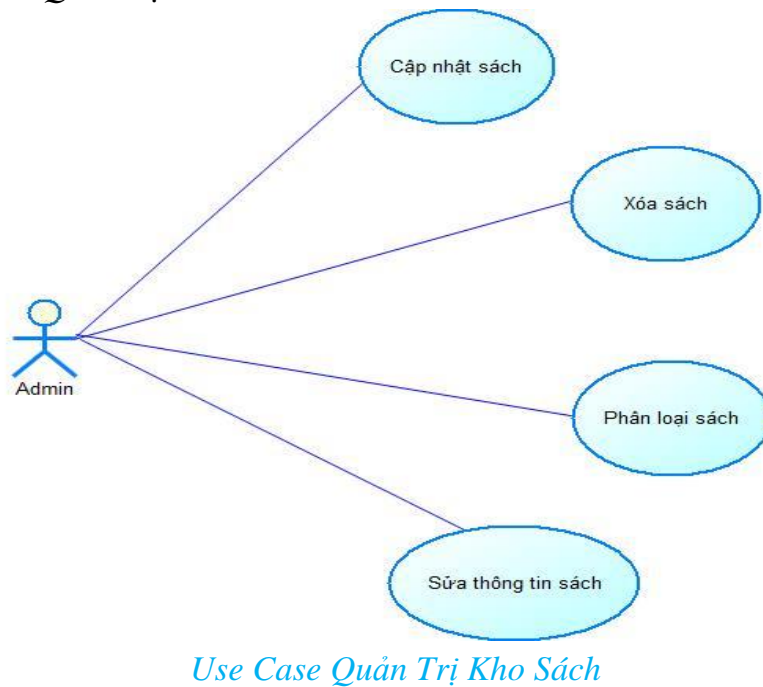 Cập nhật sách
Xóa sách
Admin
Phân loại sách
Sửa thông tin sách
Use Case Quản Trị Kho Sách